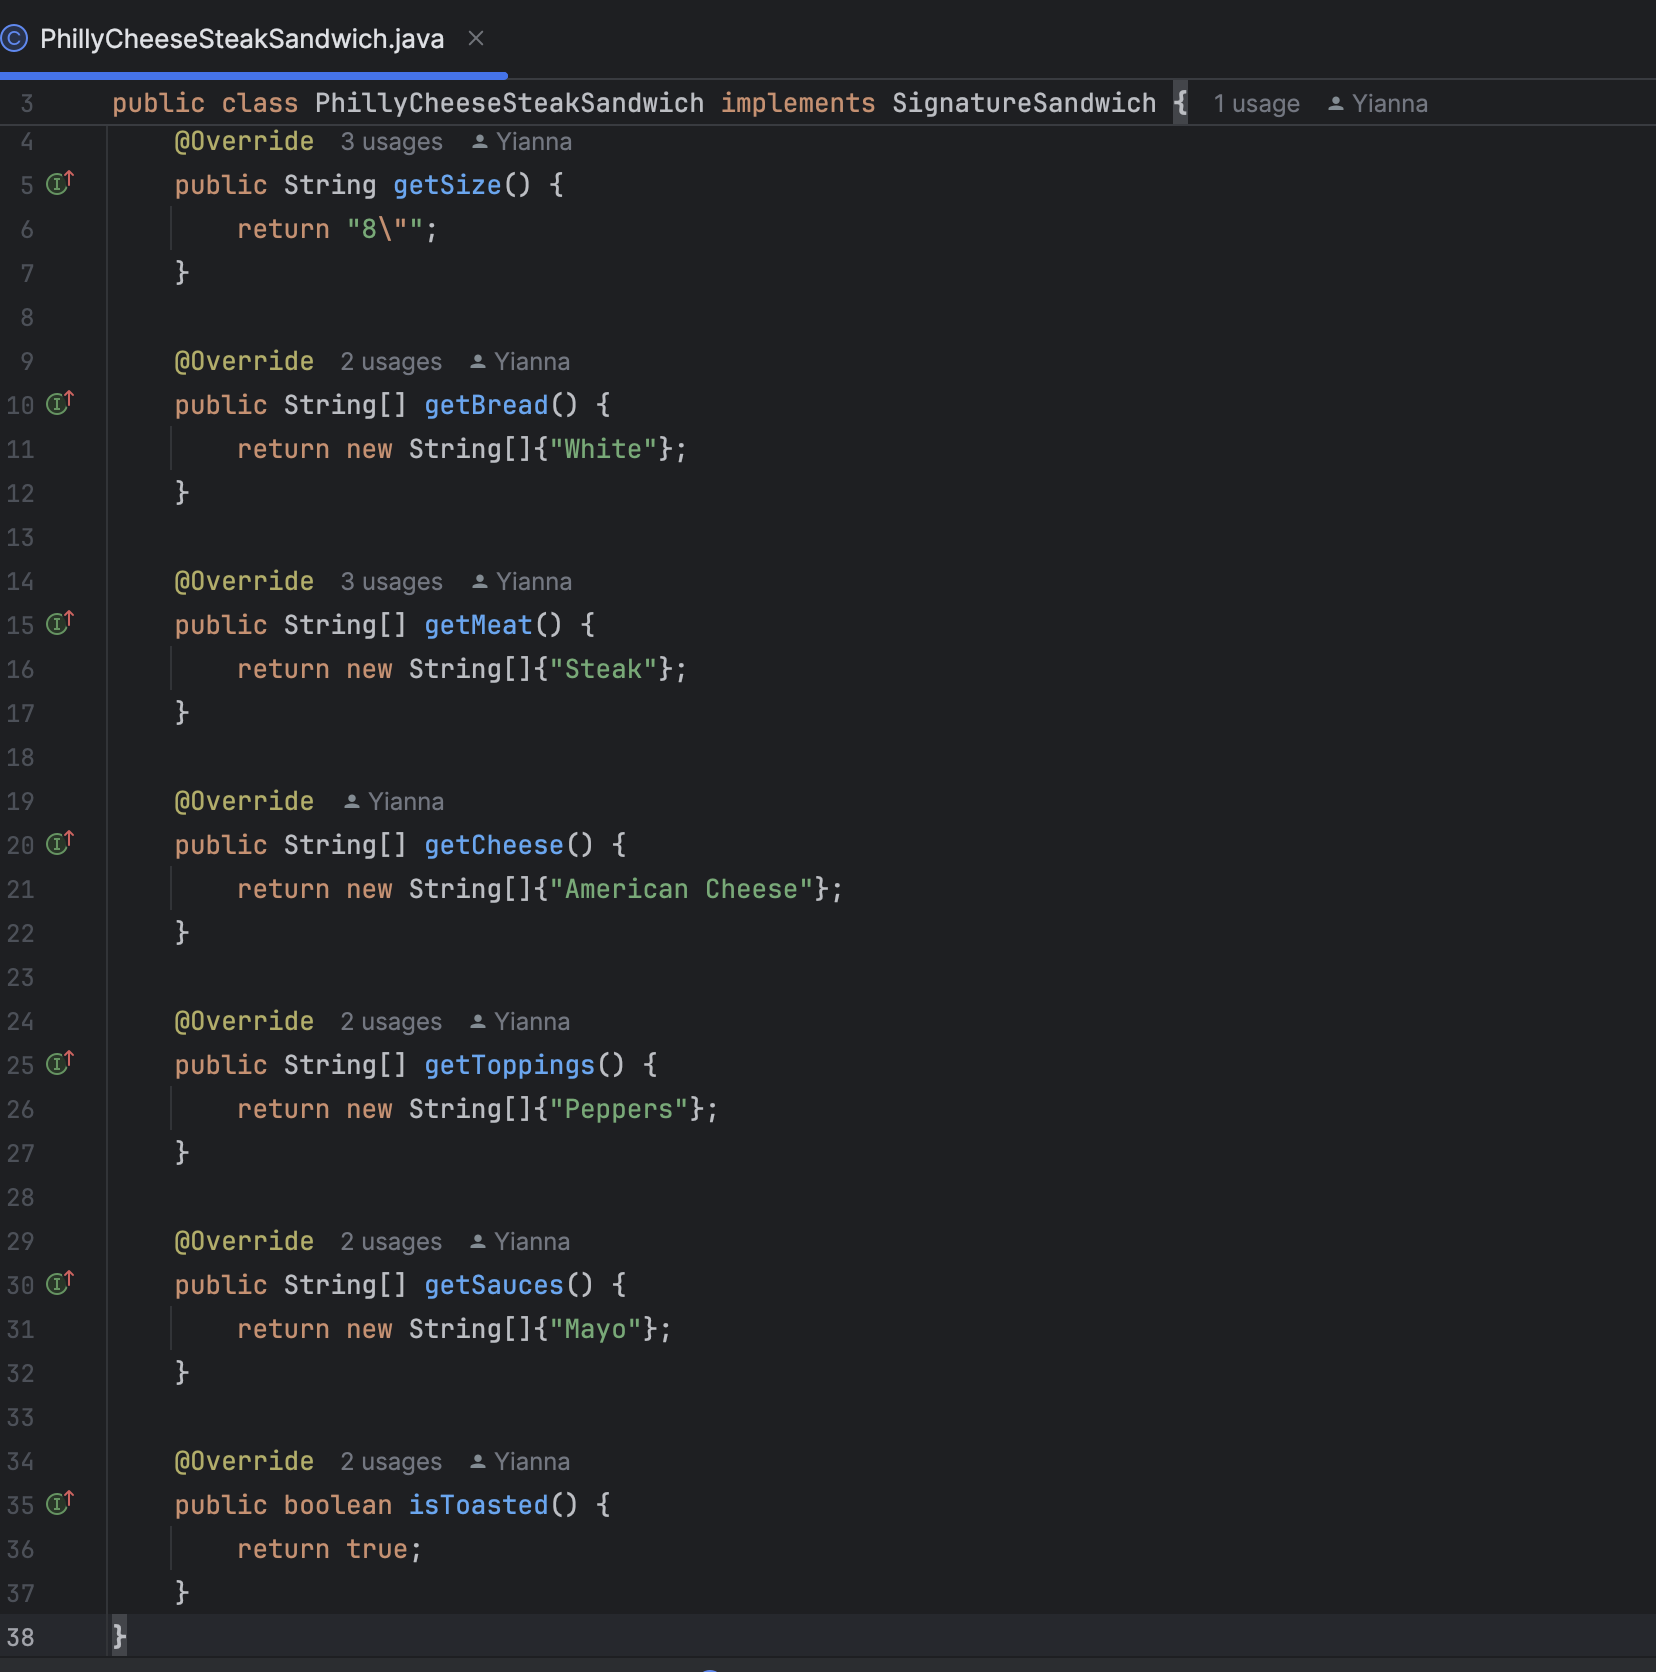 PhillyCheeseSteakSandwich.java
3 public class PhillyCheeseSteakSandwich implements SignatureSandwich { 1 usage Yianna
4 @Override 3 usages Yianna
5 public String getSize() {
6 return "8\"";
7 }
8
9 @Override 2 usages Yianna
10 public String[] getBread() {
11 return new String[]{"White"};
12 }
13
14 @Override 3 usages Yianna
15 public String[] getMeat() {
16 return new String[]{"Steak"};
17 }
18
19 @Override Yianna
20 public String[] getCheese() {
21 return new String[]{"American Cheese"};
22 }
23
24 @Override 2 usages Yianna
25 public String[] getToppings() {
26 return new String[]{"Peppers"};
27 }
28
29 @Override 2 usages Yianna
30 public String[] getSauces() {
31 return new String[]{"Mayo"};
32 }
33
34 @Override 2 usages Yianna
35 public boolean isToasted() {
36 return true;
37 }
38 }